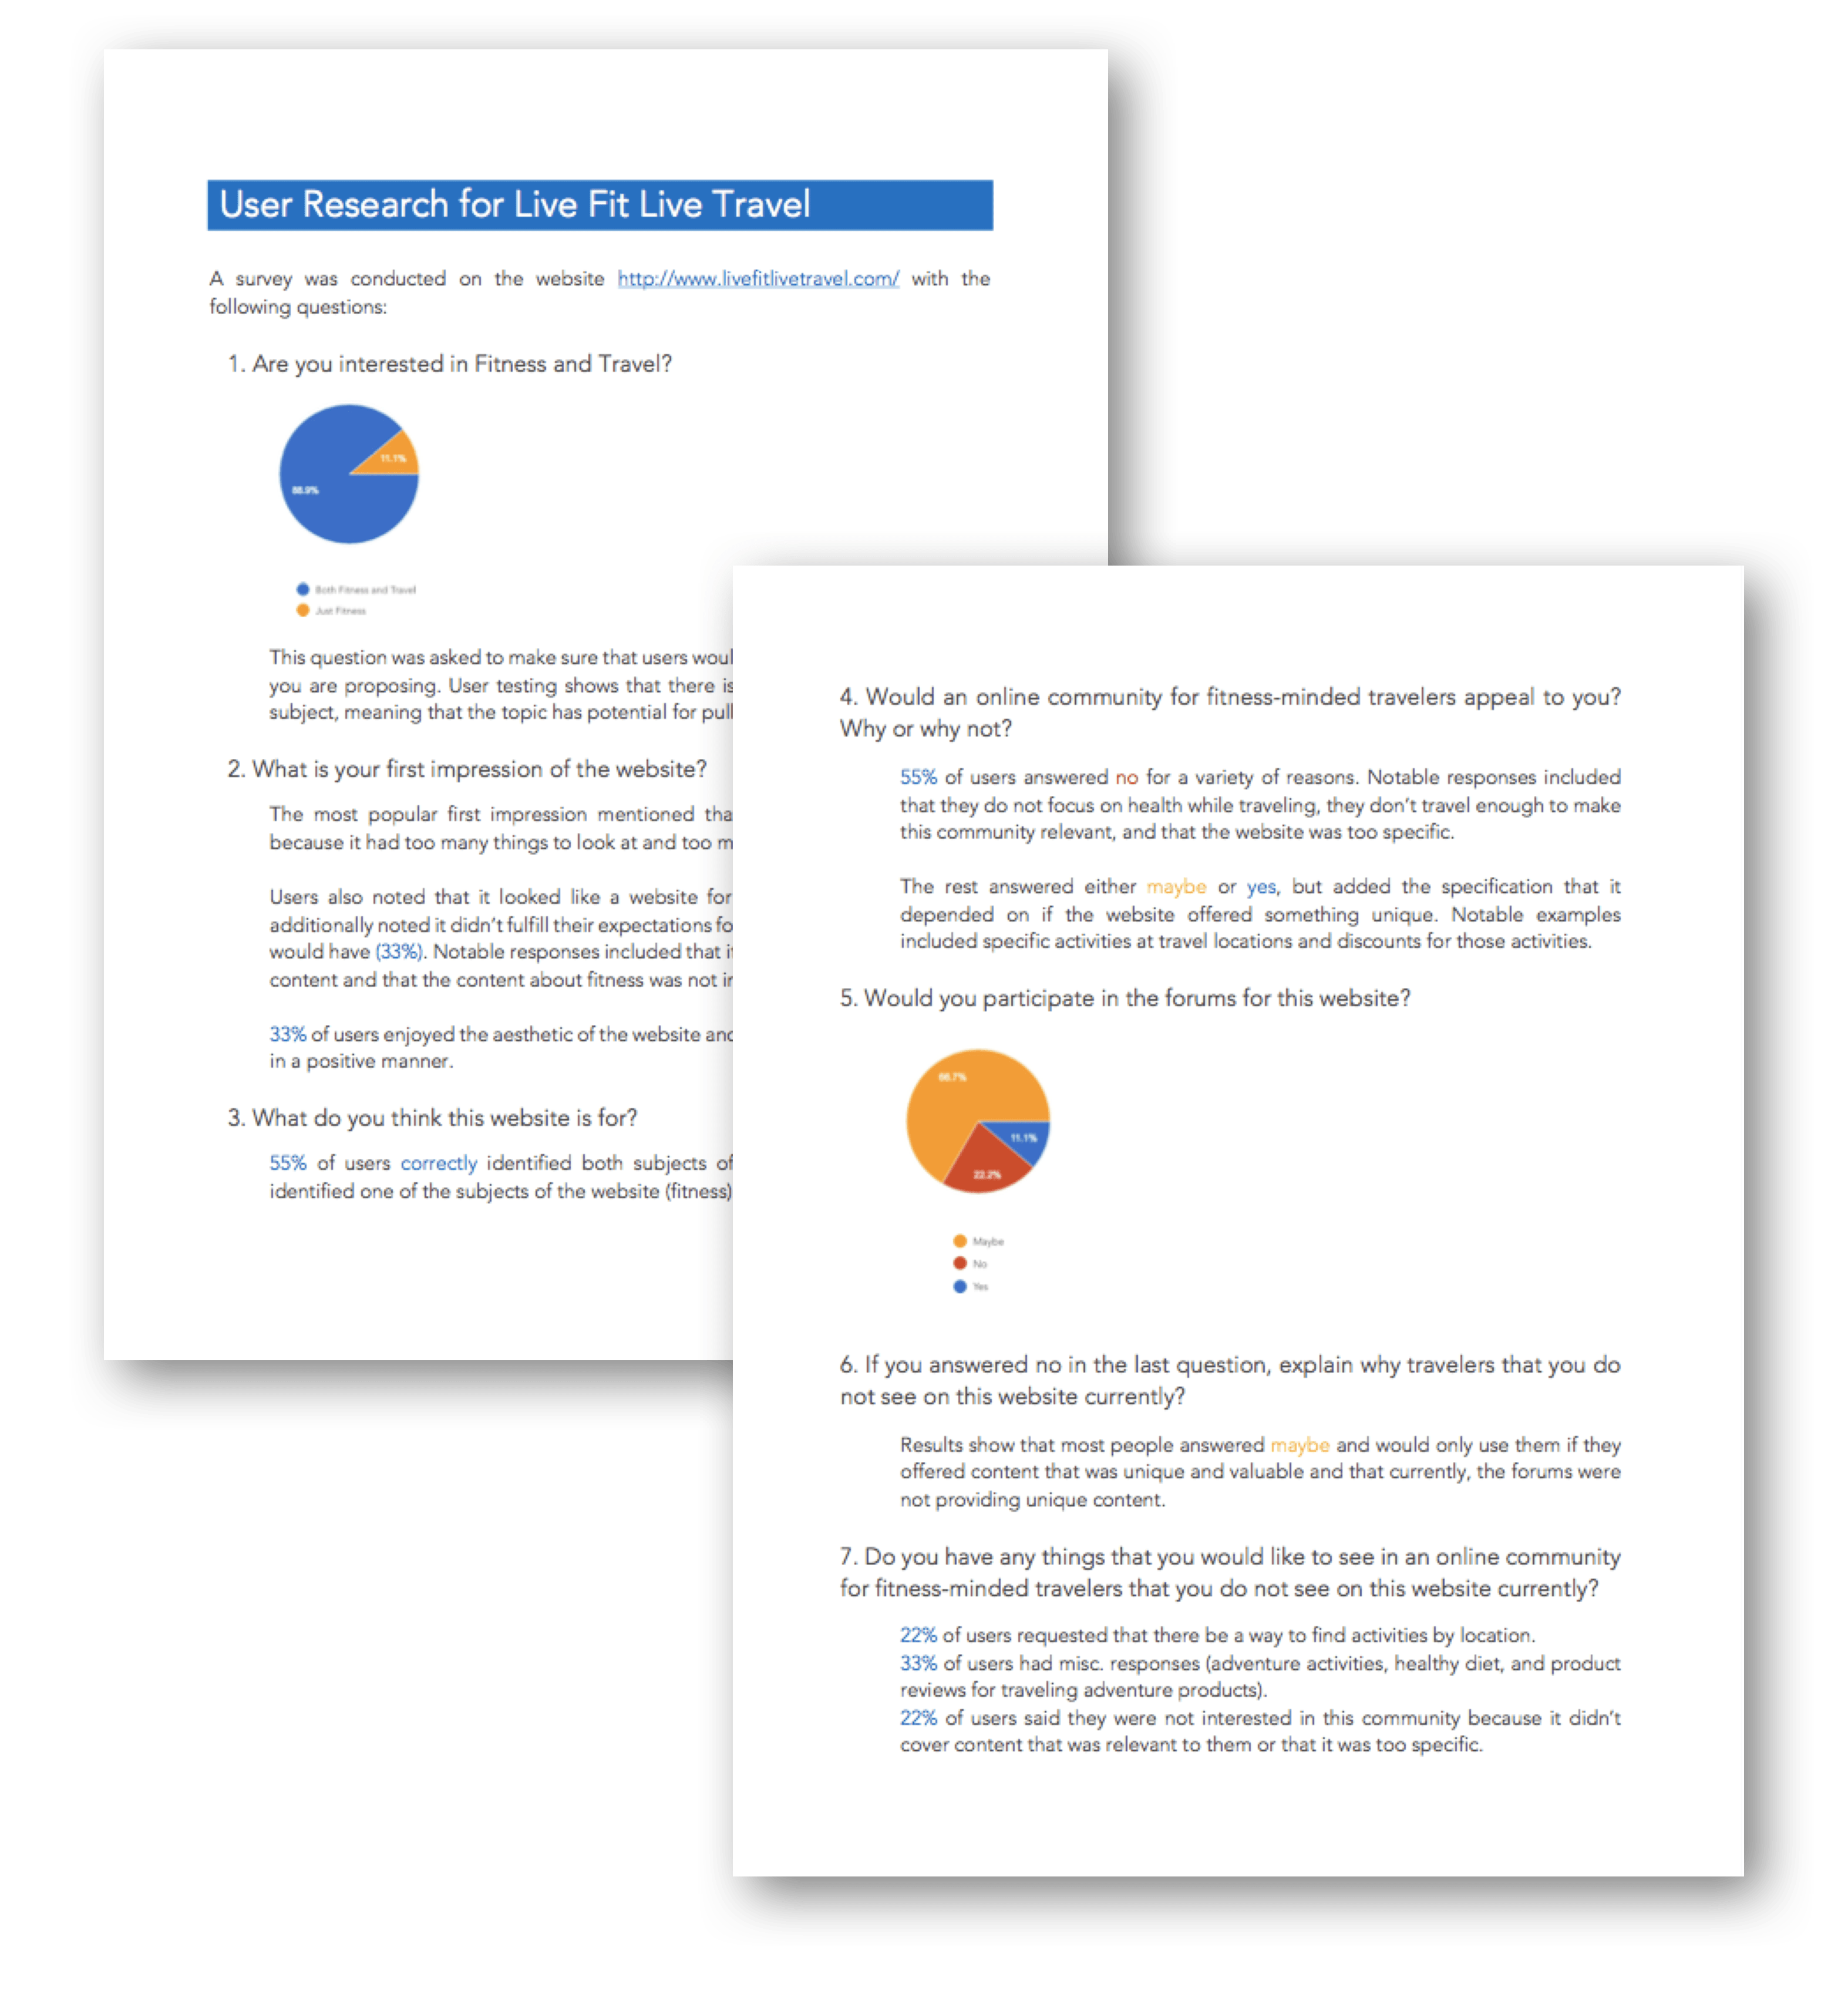 User Research for Live Fit Live Travel
A survey was conducted on the website http://www.livefitlivetravel.com/ with the
following questions:
1. Are you interested in Fitness and Travel?
11.1%
88.9%
Both Fitness and Travel
Just Fitness
This question was asked to make sure that users woul
you are proposing. User testing shows that there is
subject, meaning that the topic has potential for pull
2. What is your first impression of the website?
The most popular first impression mentioned tha
because it had too many things to look at and too m
Users also noted that it looked like a website for
additionally noted it didn't fulfill their expectations fo
would have (33%). Notable responses included that i
content and that the content about fitness was not i
33% of users enjoyed the aesthetic of the website and
in a positive manner.
3. What do you think this website is for?
55% of users correctly identified both subjects of
identified one of the subjects of the website (fitness)
4. Would an online community for fitness-minded travelers appeal to you?
Why or why not?
55% of users answered no for a variety of reasons. Notable responses included
that they do not focus on health while traveling, they don't travel enough to make
this community relevant, and that the website was too specific.
The rest answered either maybe or yes, but added the specification that it
depended on if the website offered something unique. Notable examples
included specific activities at travel locations and discounts for those activities.
5. Would you participate in the forums for this website?
66.7%
11.1%
22.2%
Maybe
No
Yes
6. If you answered no in the last question, explain why travelers that you do
not see on this website currently?
Results show that most people answered maybe and would only use them if they
offered content that was unique and valuable and that currently, the forums were
not providing unique content.
7. Do you have any things that you would like to see in an online community
for fitness-minded travelers that you do not see on this website currently?
22% of users requested that there be a way to find activities by location.
33% of users had misc. responses (adventure activities, healthy diet, and product
reviews for traveling adventure products).
22% of users said they were not interested in this community because it didn't
cover content that was relevant to them or that it was too specific.